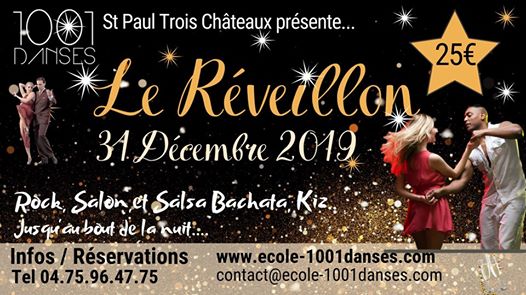 1001
DANSES
St Paul Trois Châteaux présente...
25€
Le Réveillon
31 Décembre 2019
Rock, Salon et Salsa Bachata, Kiz
Jusqu'au bout de la nuit....
Infos / Réservations
www.ecole-1001danses.com
Tel 04.75.96.47.75
contact@ecole-1001danses.com